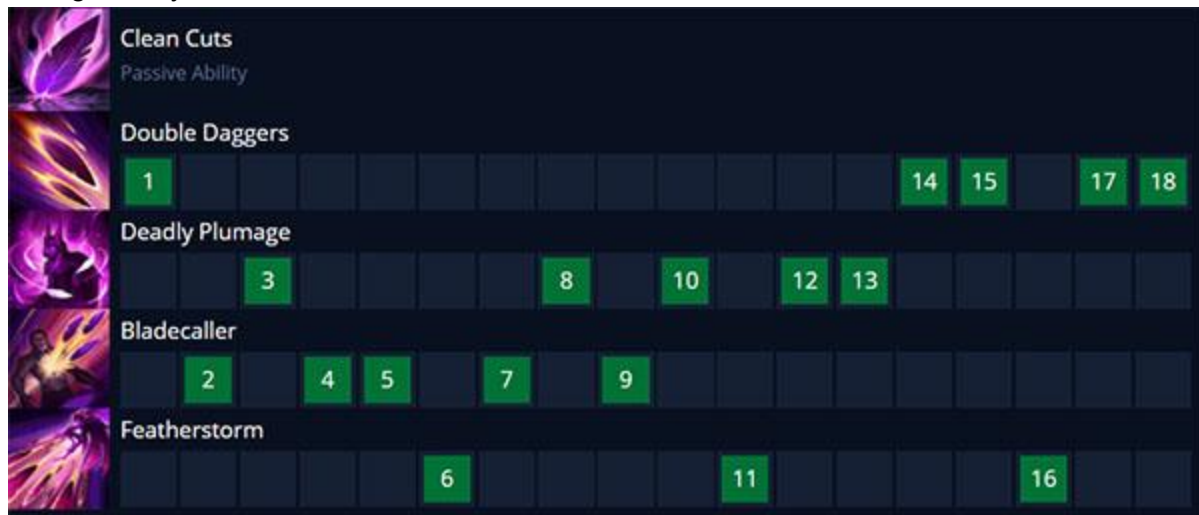 Clean Cuts
Passive Ability
Double Daggers
1 14 15 17 18
Deadly Plumage
3 8 10 12 13
Bladecaller
2 4 5 7 9
Featherstorm
6 11 16